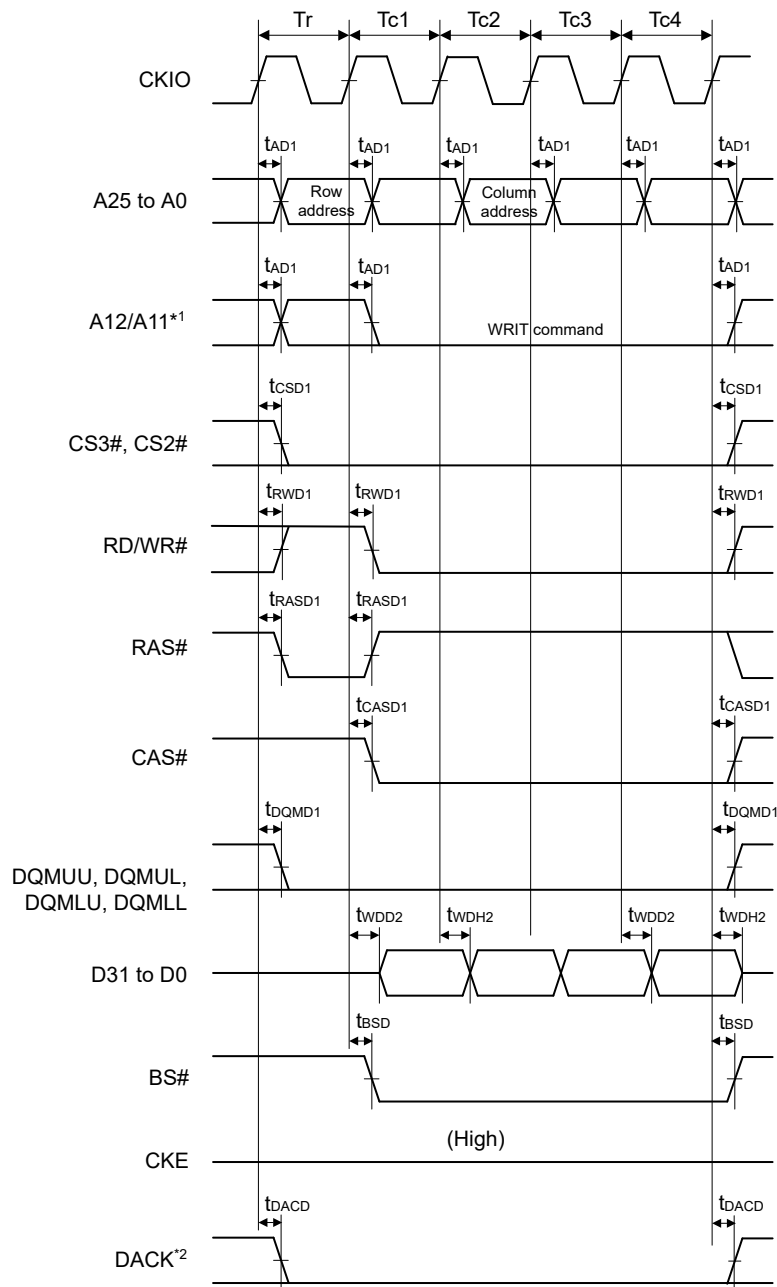 Tr Tc1 Tc2 Tc3 Tc4
CKIO
tAD1 tAD1 tAD1 tAD1 tAD1 tAD1
A25 to A0
Row address
Column address
tAD1 tAD1 tAD1
A12/A11*1
WRIT command
tCSD1 tCSD1
CS3#, CS2#
tRWD1 tRWD1 tRWD1
RD/WR#
tRASD1 tRASD1
RAS#
tCASD1 tCASD1
CAS#
tDQMD1 tDQMD1
DQMUU, DQMUL,
DQMLU, DQMLL
tWDD2 tWDH2 tWDD2 tWDH2
D31 to D0
tBSD tBSD
BS#
(High)
CKE
tDACD tDACD
DACK*2